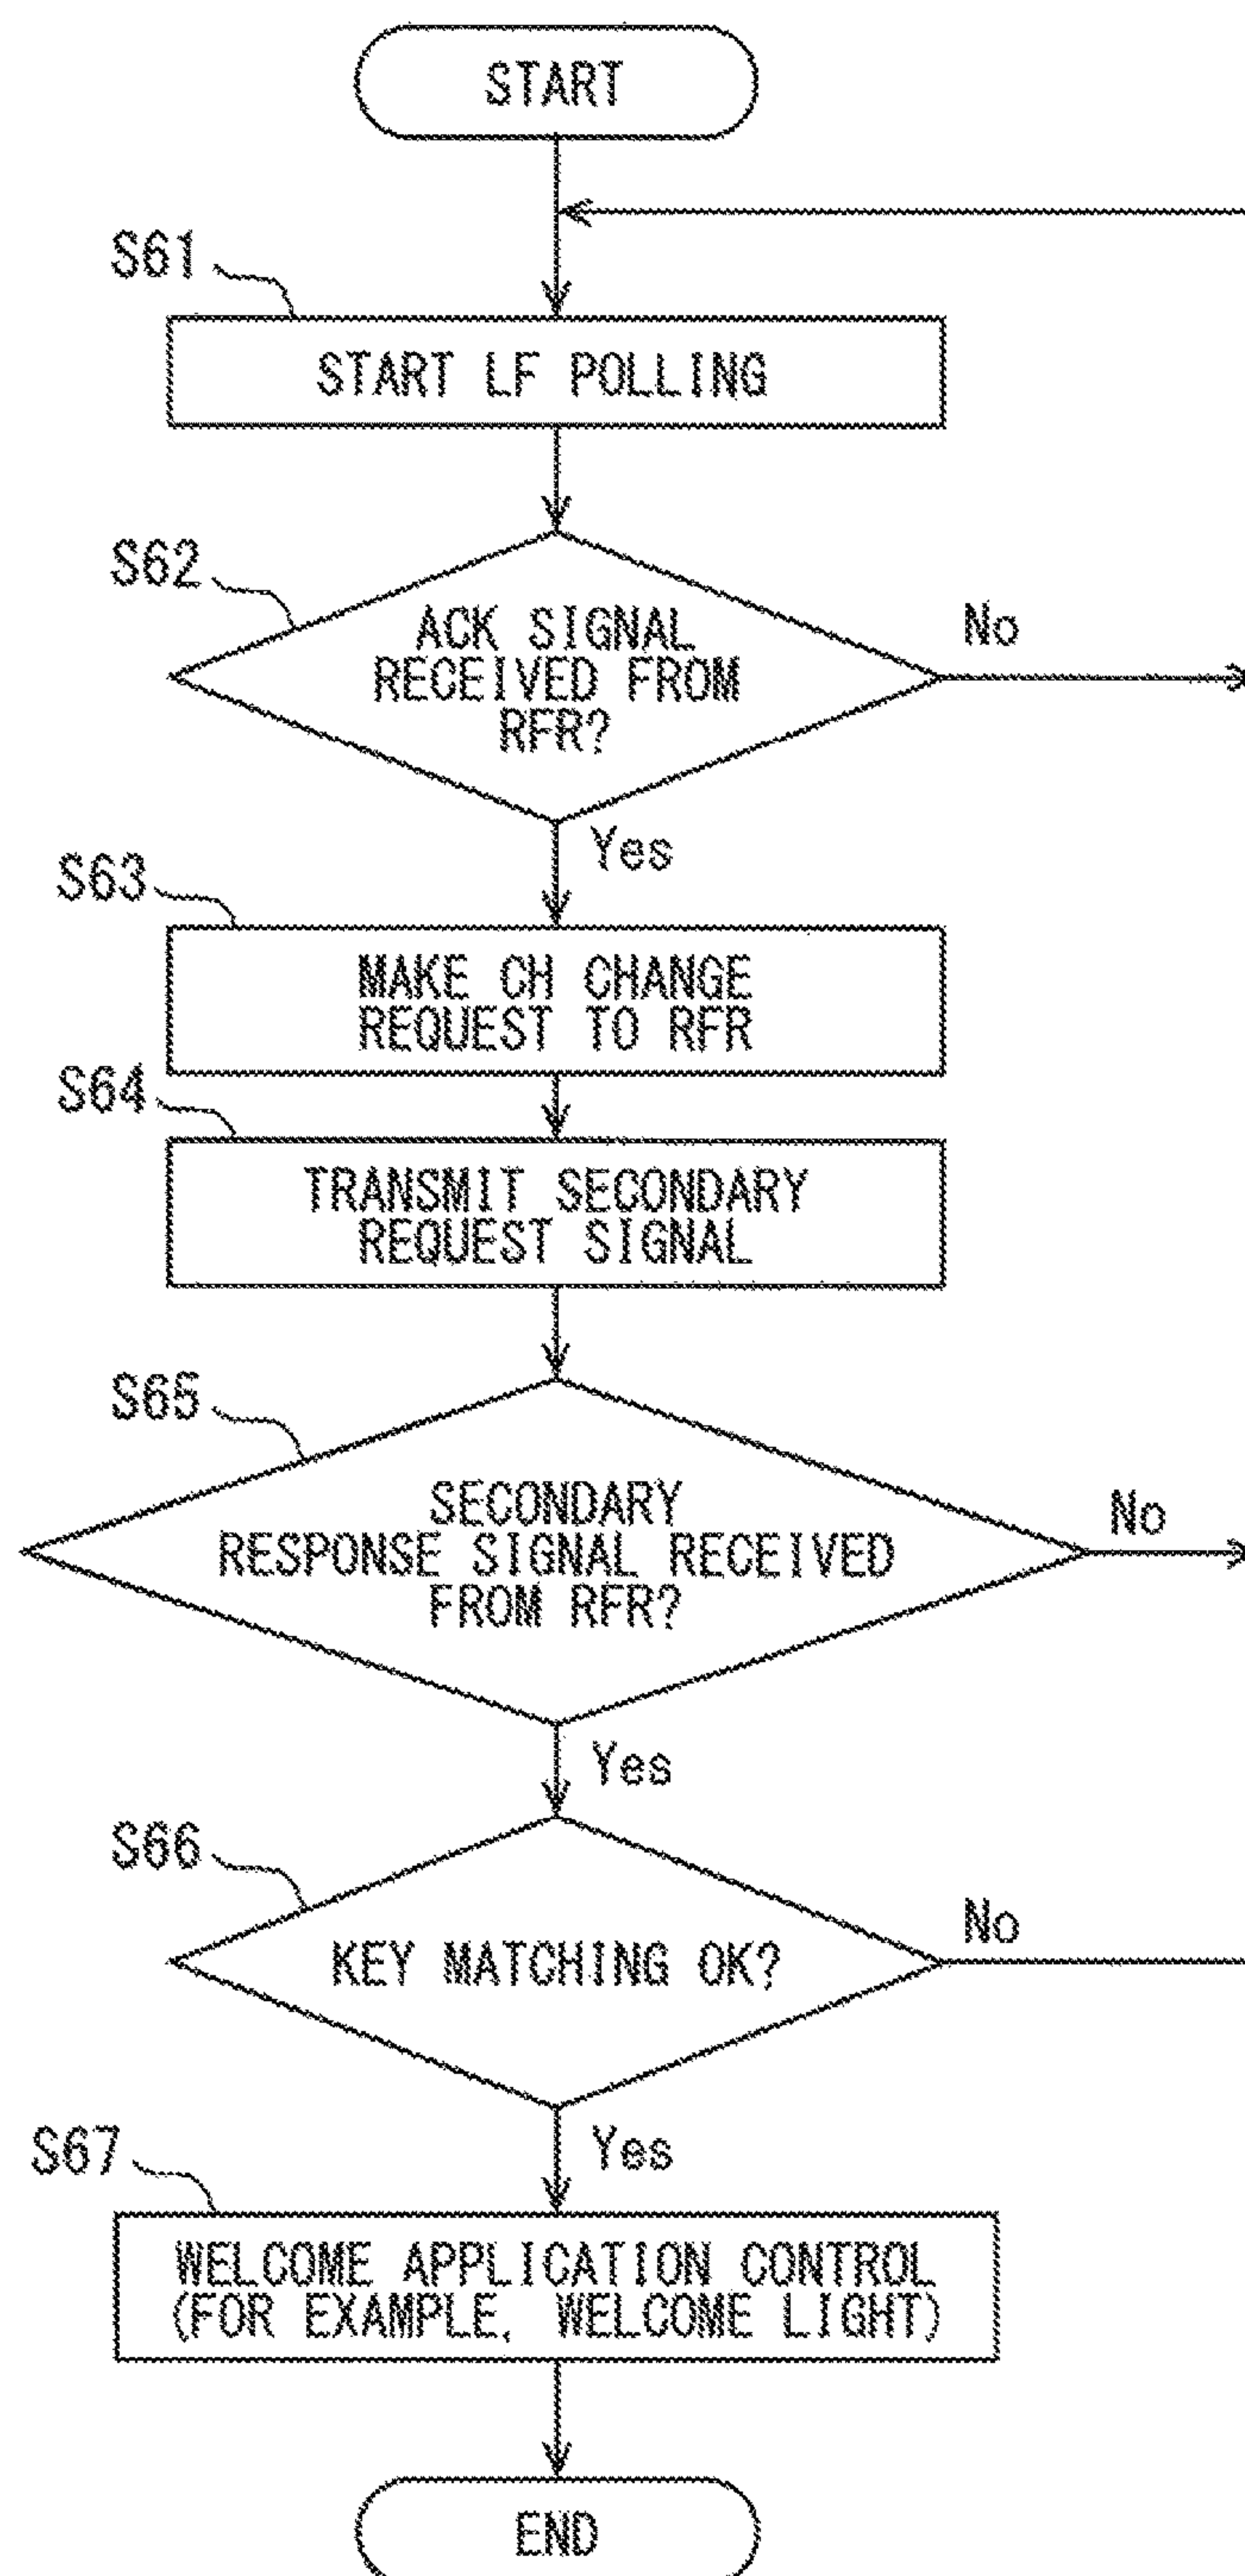 START
S61
START LF POLLING
S62
ACK SIGNAL
RECEIVED FROM
RFR?
No
Yes
S63
MAKE CH CHANGE
REQUEST TO RFR
S64
TRANSMIT SECONDARY
REQUEST SIGNAL
S65
SECONDARY
RESPONSE SIGNAL RECEIVED
FROM RFR?
No
Yes
S66
KEY MATCHING OK?
No
Yes
S67
WELCOME APPLICATION CONTROL
(FOR EXAMPLE, WELCOME LIGHT)
END